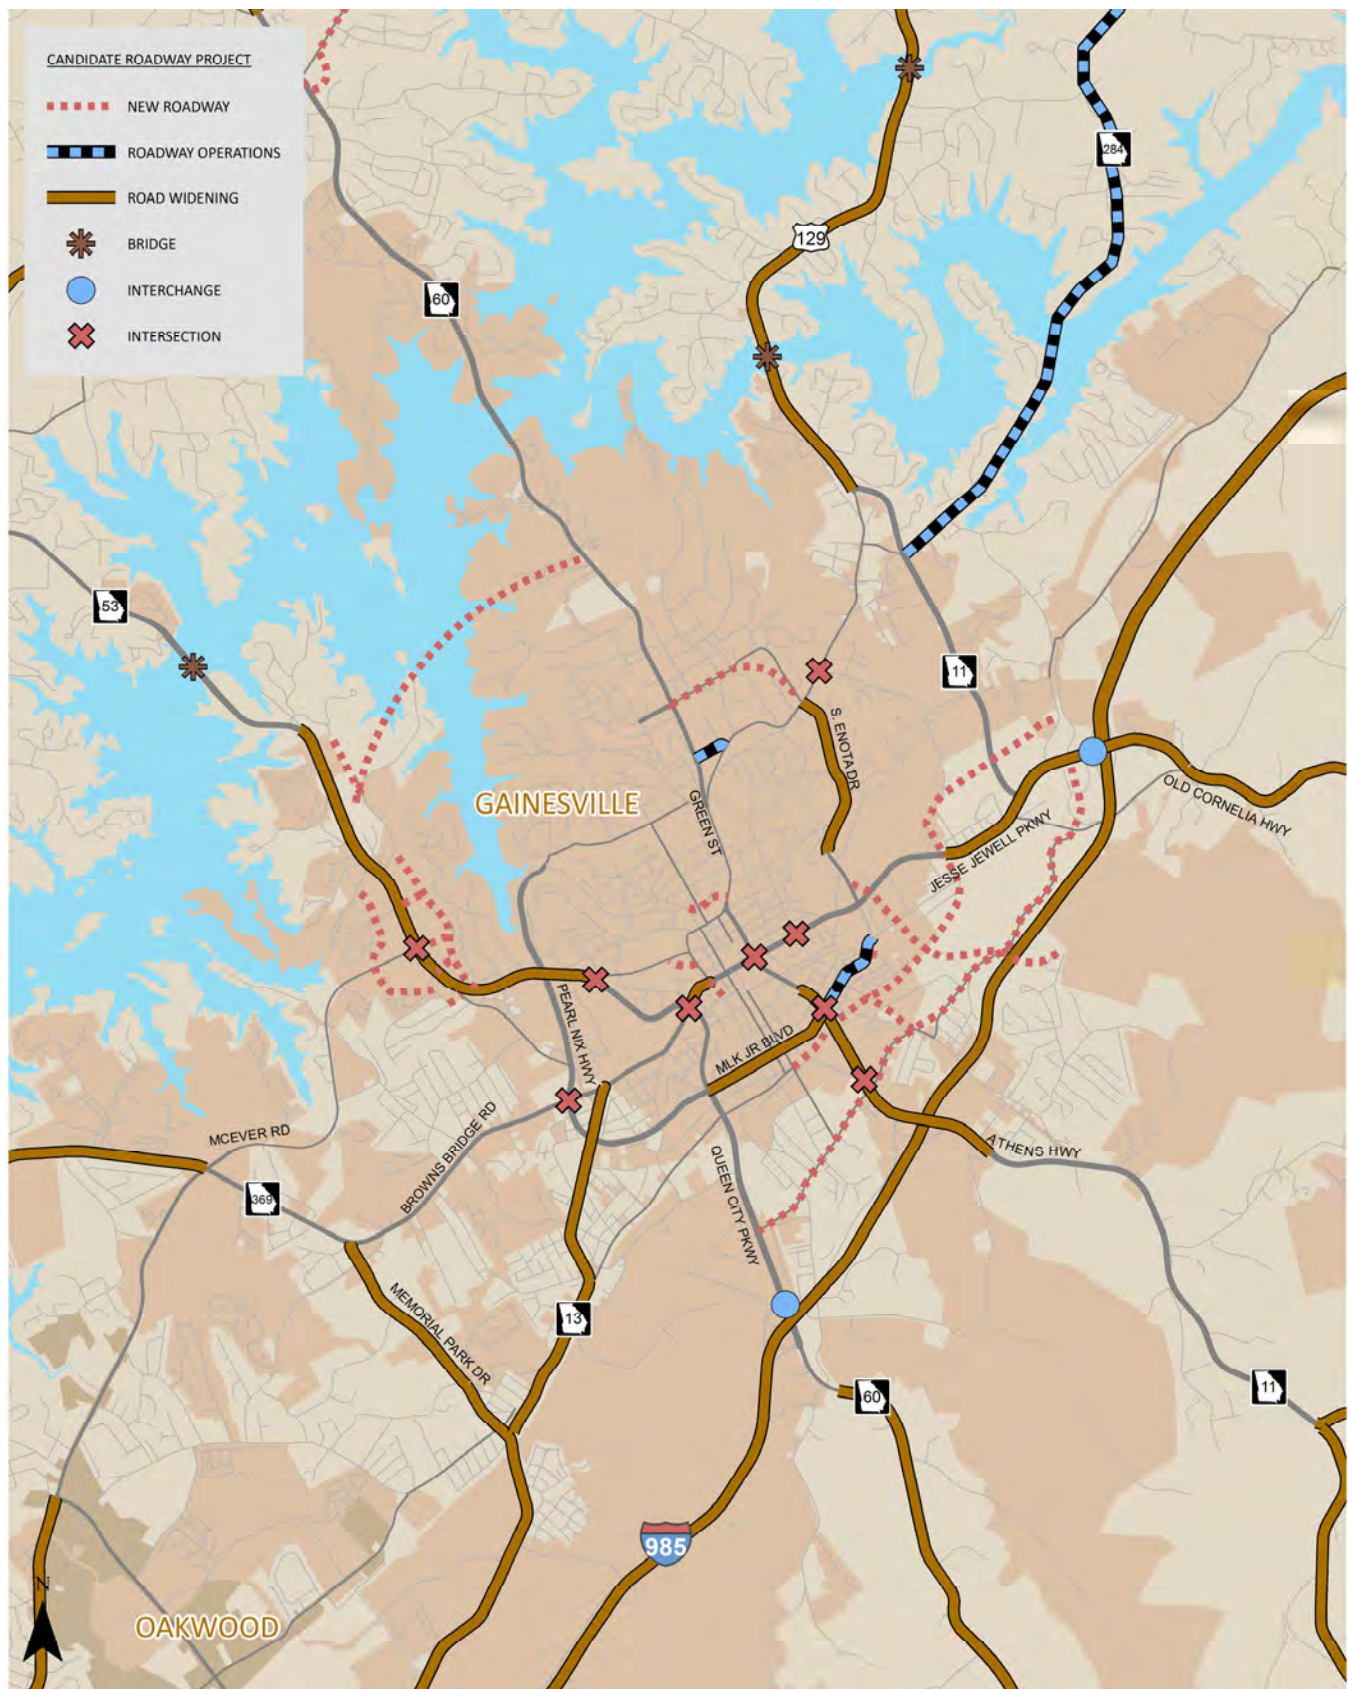 CANDIDATE ROADWAY PROJECT
NEW ROADWAY
ROADWAY OPERATIONS
ROAD WIDENING
BRIDGE
INTERCHANGE
INTERSECTION
284
129
60
53
11
S. ENOTA DR
GREEN ST
GAINESVILLE
OLD CORNELIA HWY
JESSE JEWELL PKWY
PEARL NIX HWY
MLK JR BLVD
MCEVER RD
BROWNS BRIDGE RD
ATHENS HWY
QUEEN CITY PKWY
369
MEMORIAL PARK DR
13
11
60
985
N
OAKWOOD